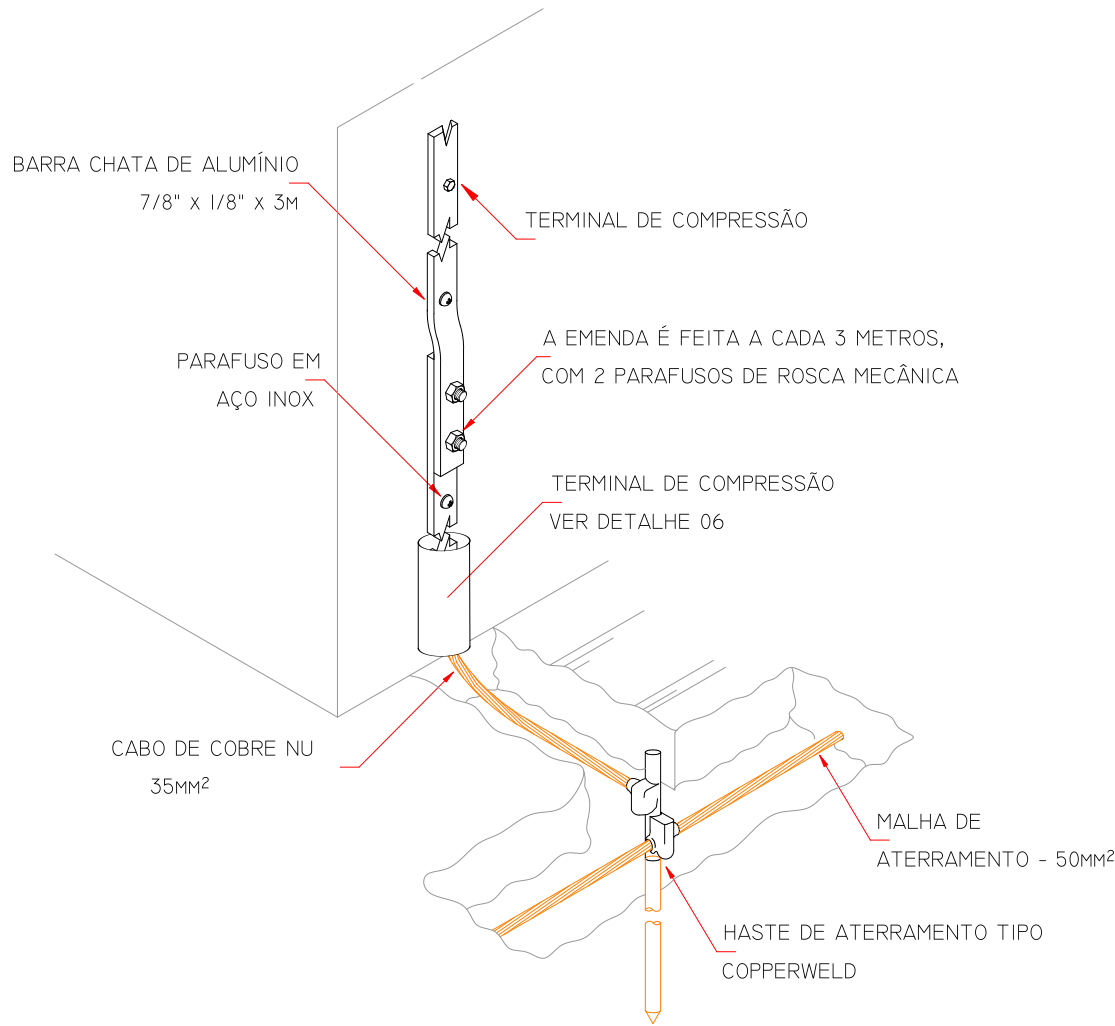 BARRA CHATA DE ALUMÍNIO
7/8" x 1/8" x 3M
TERMINAL DE COMPRESSÃO
A EMENDA É FEITA A CADA 3 METROS,
COM 2 PARAFUSOS DE ROSCA MECÂNICA
PARAFUSO EM
AÇO INOX
TERMINAL DE COMPRESSÃO
VER DETALHE 06
CABO DE COBRE NU
35MM²
MALHA DE
ATERRAMENTO - 50MM²
HASTE DE ATERRAMENTO TIPO
COPPERWELD